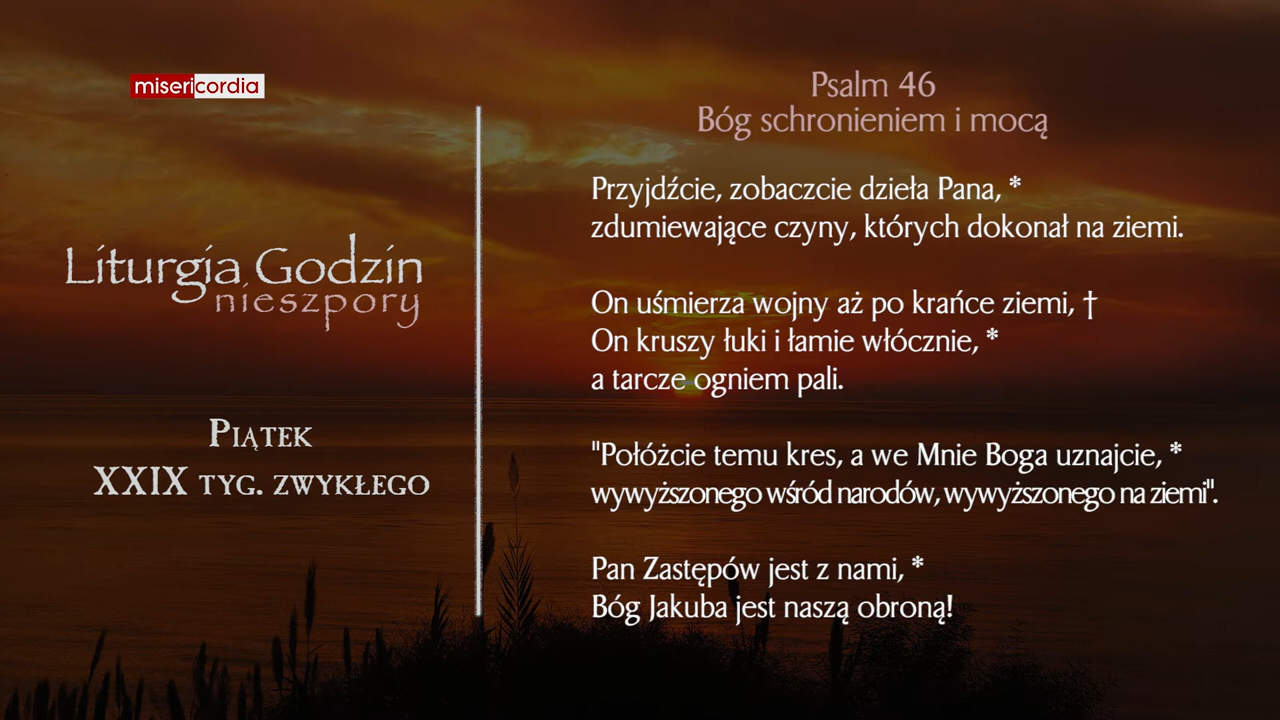 misericordia
Liturgia Godzin
nieszpory
Piątek
XXIX tyg. zwykłego
Psalm 46
Bóg schronieniem i mocą
Przyjdźcie, zobaczcie dzieła Pana, *
zdumiewające czyny, których dokonał na ziemi.
On uśmierza wojny aż po krańce ziemi, †
On kruszy łuki i łamie włócznie, *
a tarcze ogniem pali.
"Połóżcie temu kres, a we Mnie Boga uznajcie, *
wywyższonego wśród narodów, wywyższonego na ziemi".
Pan Zastępów jest z nami, *
Bóg Jakuba jest naszą obroną!